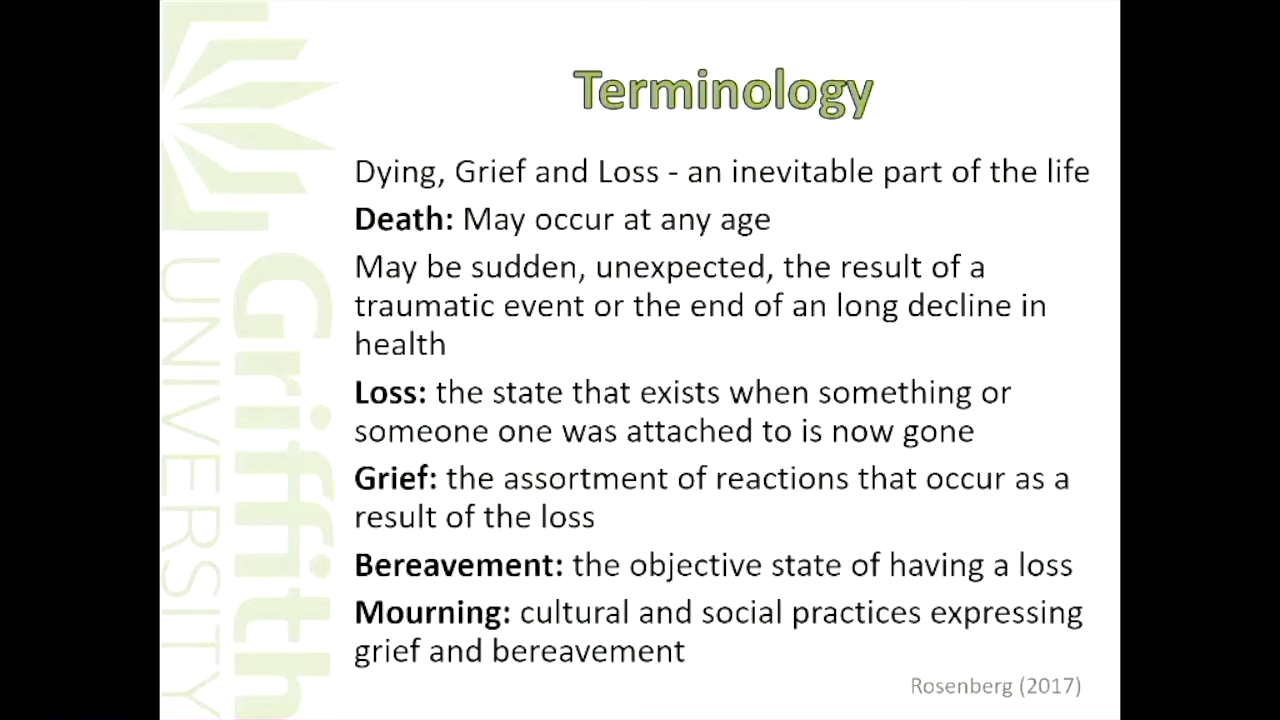 Terminology
Dying, Grief and Loss - an inevitable part of the life
Death: May occur at any age
May be sudden, unexpected, the result of a
traumatic event or the end of an long decline in
health
Loss: the state that exists when something or
someone one was attached to is now gone
Grief: the assortment of reactions that occur as a
result of the loss
Bereavement: the objective state of having a loss
Mourning: cultural and social practices expressing
grief and bereavement
Rosenberg (2017)
Griffith
UNIVERSITY